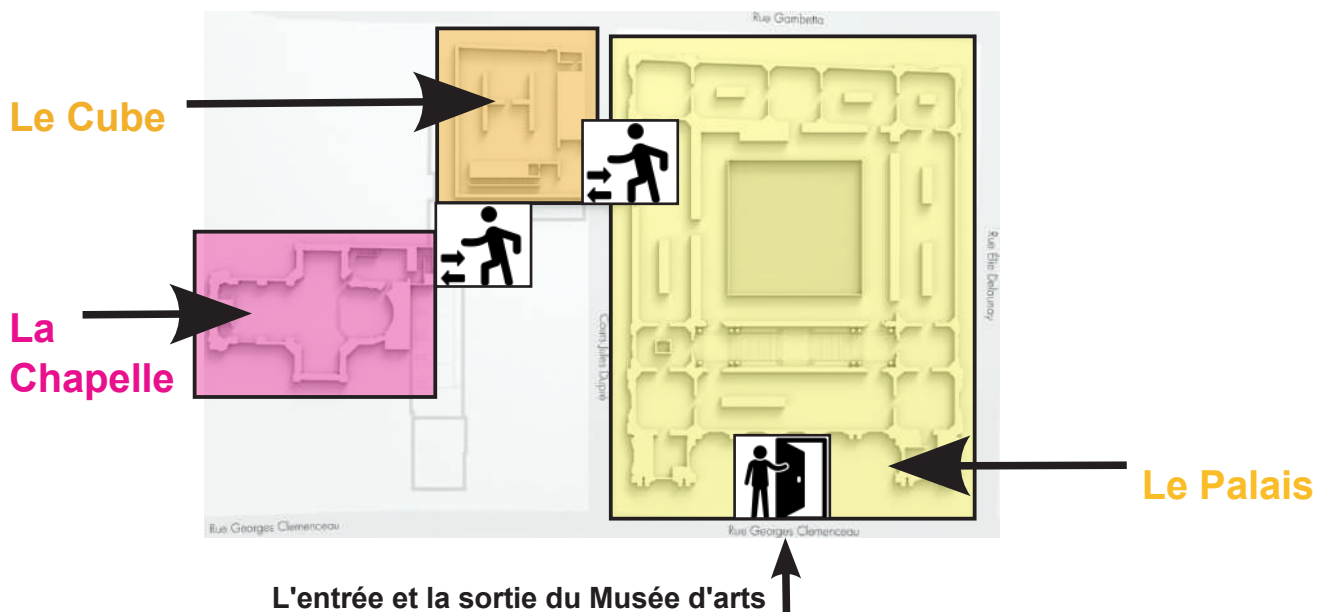 Rue Gambetta
Le Cube
Rue Élie Delaunay
La
Chapelle
Cours Jules Dupré
Le Palais
Rue Georges Clemenceau
Rue Georges Clemenceau
L'entrée et la sortie du Musée d'arts